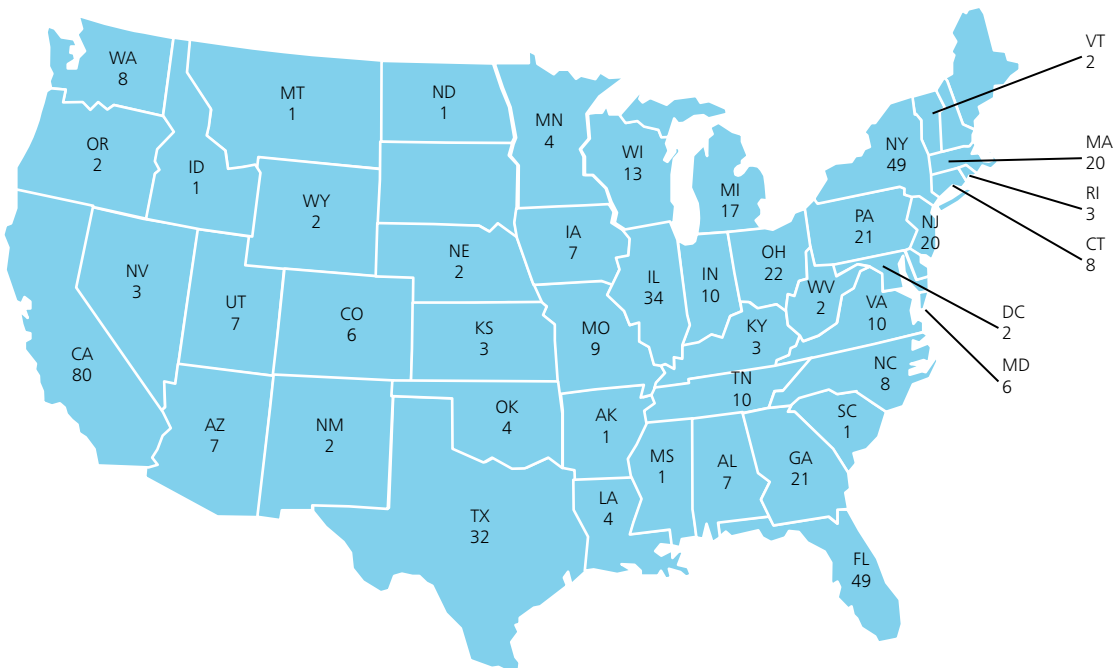 WA
8
MT
1
ND
1
MN
4
VT
2
OR
2
ID
1
WY
2
WI
13
MI
17
NY
49
MA
20
RI
3
CT
8
NV
3
UT
7
CO
6
NE
2
IA
7
IL
34
IN
10
OH
22
PA
21
NJ
20
WV
2
VA
10
DC
2
MD
6
CA
80
KS
3
MO
9
KY
3
NC
8
TN
10
AZ
7
NM
2
OK
4
AK
1
SC
1
TX
32
LA
4
MS
1
AL
7
GA
21
FL
49